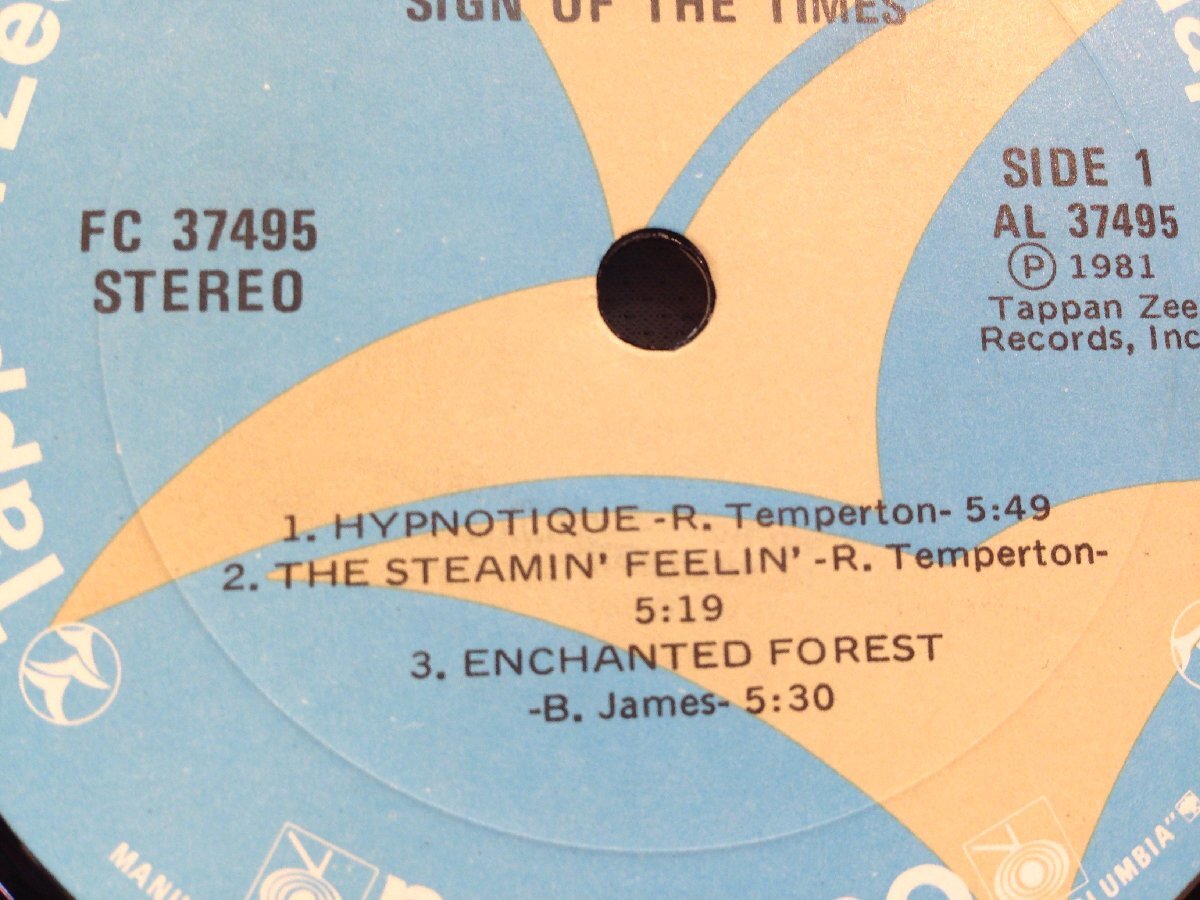 SIGN OF THE TIMES
FC 37495
STEREO
SIDE 1
AL 37495
Ⓟ 1981
Tappan Zee
Records, Inc
1. HYPNOTIQUE -R. Temperton- 5:49
2. THE STEAMIN' FEELIN' -R. Temperton-
5:19
3. ENCHANTED FOREST
-B. James- 5:30